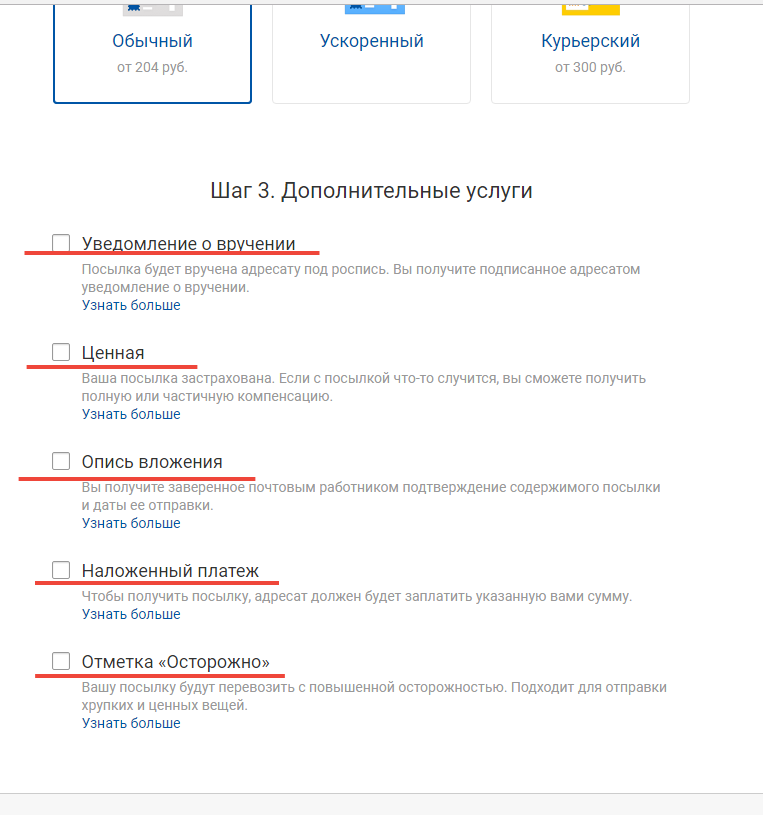 Обычный
Ускоренный
Курьерский
от 204 руб.
от 300 руб.
Шаг 3. Дополнительные услуги
Уведомление о вручении
Посылка будет вручена адресату под роспись. Вы получите подписанное адресатом
уведомление о вручении.
Узнать больше
Ценная
Ваша посылка застрахована. Если с посылкой что-то случится, вы сможете получить
полную или частичную компенсацию.
Узнать больше
Опись вложения
Вы получите заверенное почтовым работником подтверждение содержимого посылки
и даты ее отправки.
Узнать больше
Наложенный платеж
Чтобы получить посылку, адресат должен будет заплатить указанную вами сумму.
Узнать больше
Отметка «Осторожно»
Вашу посылку будут перевозить с повышенной осторожностью. Подходит для отправки
хрупких и ценных вещей.
Узнать больше